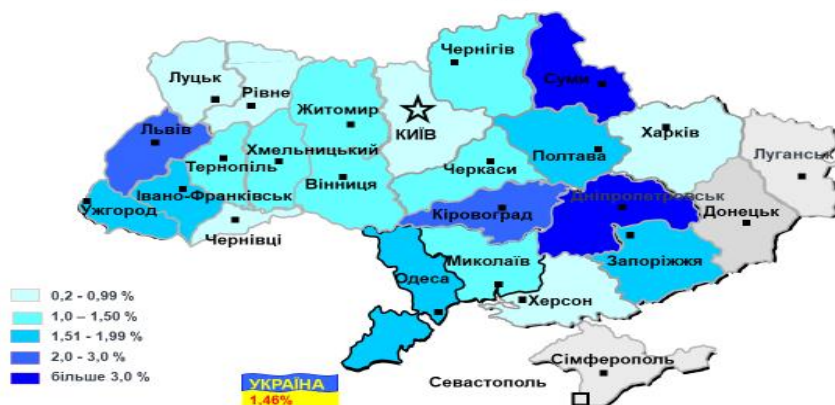 Чернігів
Луцьк
Рівне
Суми
Житомир
КИЇВ
Львів
Харків
Хмельницький
Полтава
Луганськ
Тернопіль
Черкаси
Вінниця
Івано-Франківськ
Ужгород
Дніпропетровськ
Кіровоград
Донецьк
Чернівці
Миколаїв
Запоріжжя
Одеса
0,2 - 0,99 %
Херсон
1,0 – 1,50 %
1,51 - 1,99 %
2,0 - 3,0 %
Сімферополь
більше 3,0 %
УКРАЇНА
Севастополь
1.46%